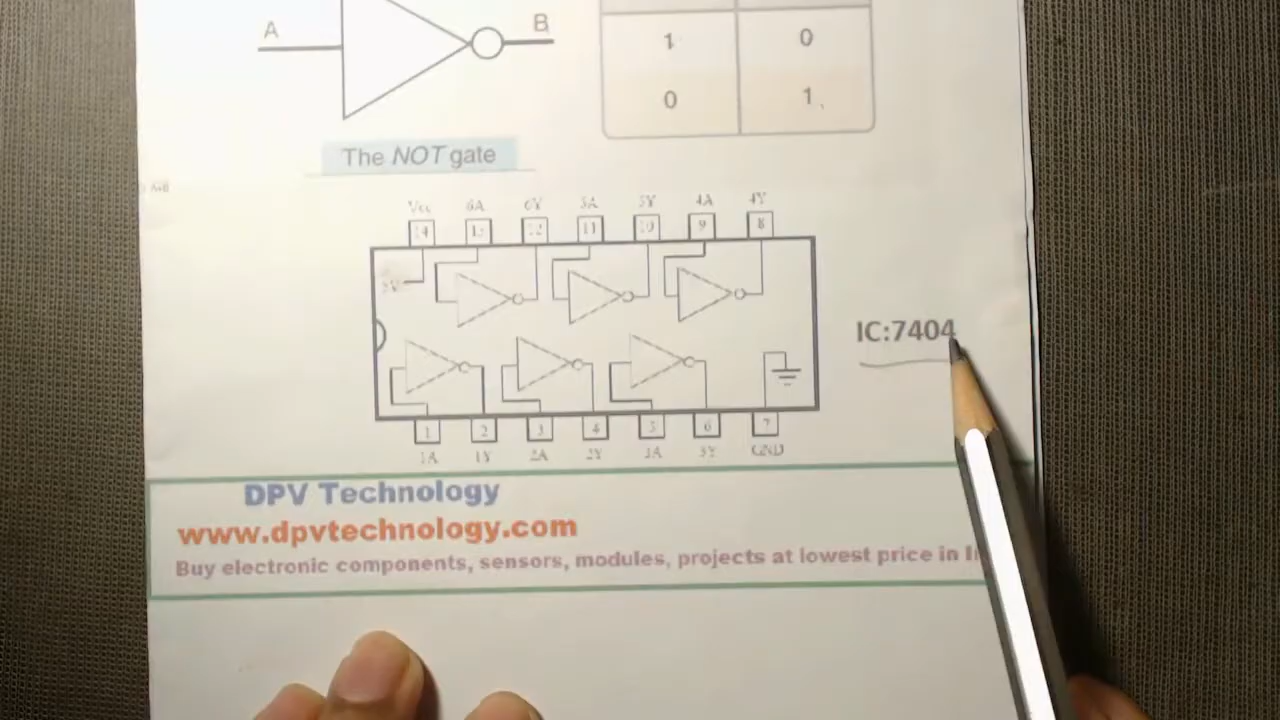 A B
1 0
0 1
The NOT gate
Vcc 6A 6Y 5A 5Y 4A 4Y
14 13 12 11 10 9 8
5V
IC:7404
1 2 3 4 5 6 7
1A 1Y 2A 2Y 3A 3Y GND
DPV Technology
www.dpvtechnology.com
Buy electronic components, sensors, modules, projects at lowest price in